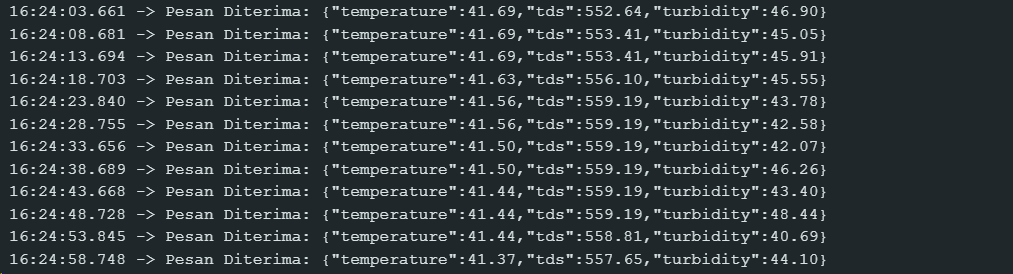 16:24:03.661 -> Pesan Diterima: {"temperature":41.69,"tds":552.64,"turbidity":46.90}
16:24:08.681 -> Pesan Diterima: {"temperature":41.69,"tds":553.41,"turbidity":45.05}
16:24:13.694 -> Pesan Diterima: {"temperature":41.69,"tds":553.41,"turbidity":45.91}
16:24:18.703 -> Pesan Diterima: {"temperature":41.63,"tds":556.10,"turbidity":45.55}
16:24:23.840 -> Pesan Diterima: {"temperature":41.56,"tds":559.19,"turbidity":43.78}
16:24:28.755 -> Pesan Diterima: {"temperature":41.56,"tds":559.19,"turbidity":42.58}
16:24:33.656 -> Pesan Diterima: {"temperature":41.50,"tds":559.19,"turbidity":42.07}
16:24:38.689 -> Pesan Diterima: {"temperature":41.50,"tds":559.19,"turbidity":46.26}
16:24:43.668 -> Pesan Diterima: {"temperature":41.44,"tds":559.19,"turbidity":43.40}
16:24:48.728 -> Pesan Diterima: {"temperature":41.44,"tds":559.19,"turbidity":48.44}
16:24:53.845 -> Pesan Diterima: {"temperature":41.44,"tds":558.81,"turbidity":40.69}
16:24:58.748 -> Pesan Diterima: {"temperature":41.37,"tds":557.65,"turbidity":44.10}